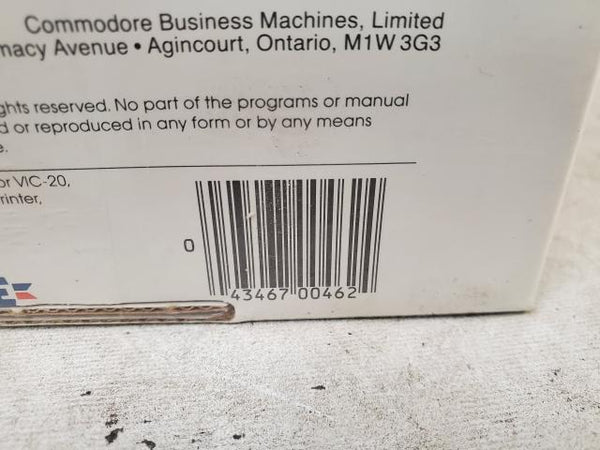 Commodore Business Machines, Limited
macy Avenue • Agincourt, Ontario, M1W 3G3
ghts reserved. No part of the programs or manual
d or reproduced in any form or by any means
e.
or VIC-20,
rinter,
0 43467 00462